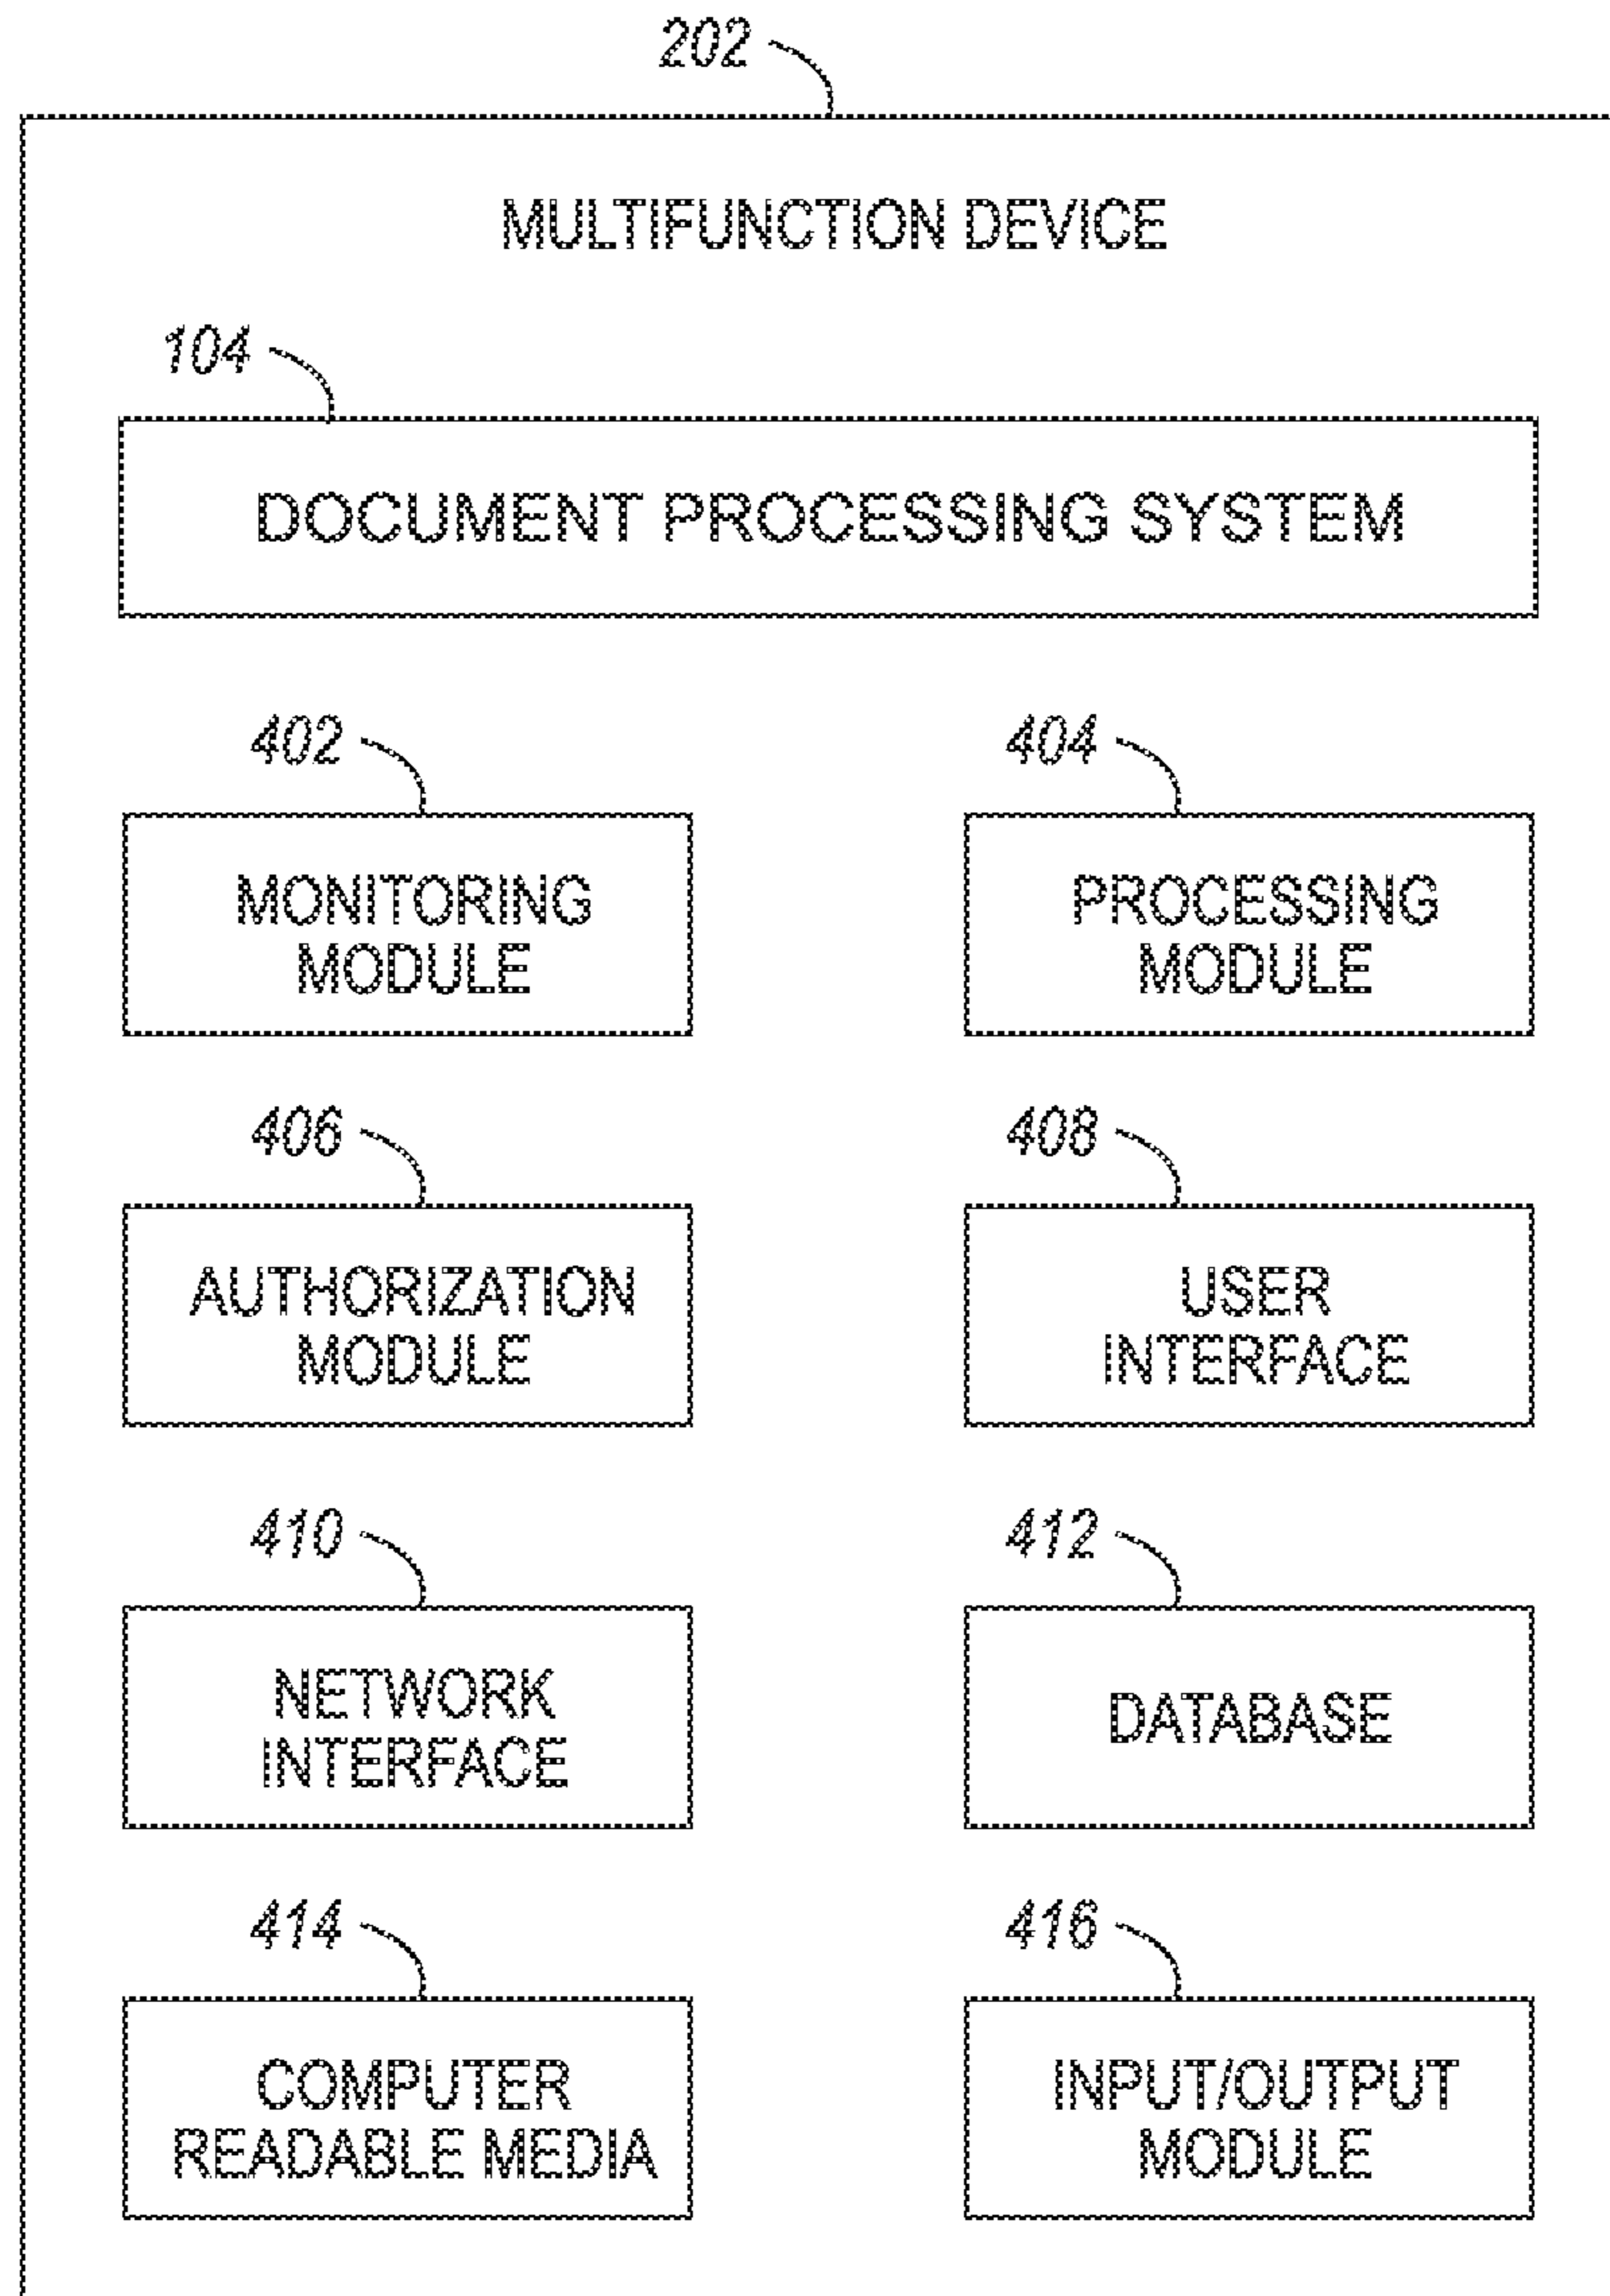 202
MULTIFUNCTION DEVICE
104
DOCUMENT PROCESSING SYSTEM
402
404
MONITORING
MODULE
PROCESSING
MODULE
406
408
AUTHORIZATION
MODULE
USER
INTERFACE
410
412
NETWORK
INTERFACE
DATABASE
414
416
COMPUTER
READABLE MEDIA
INPUT/OUTPUT
MODULE